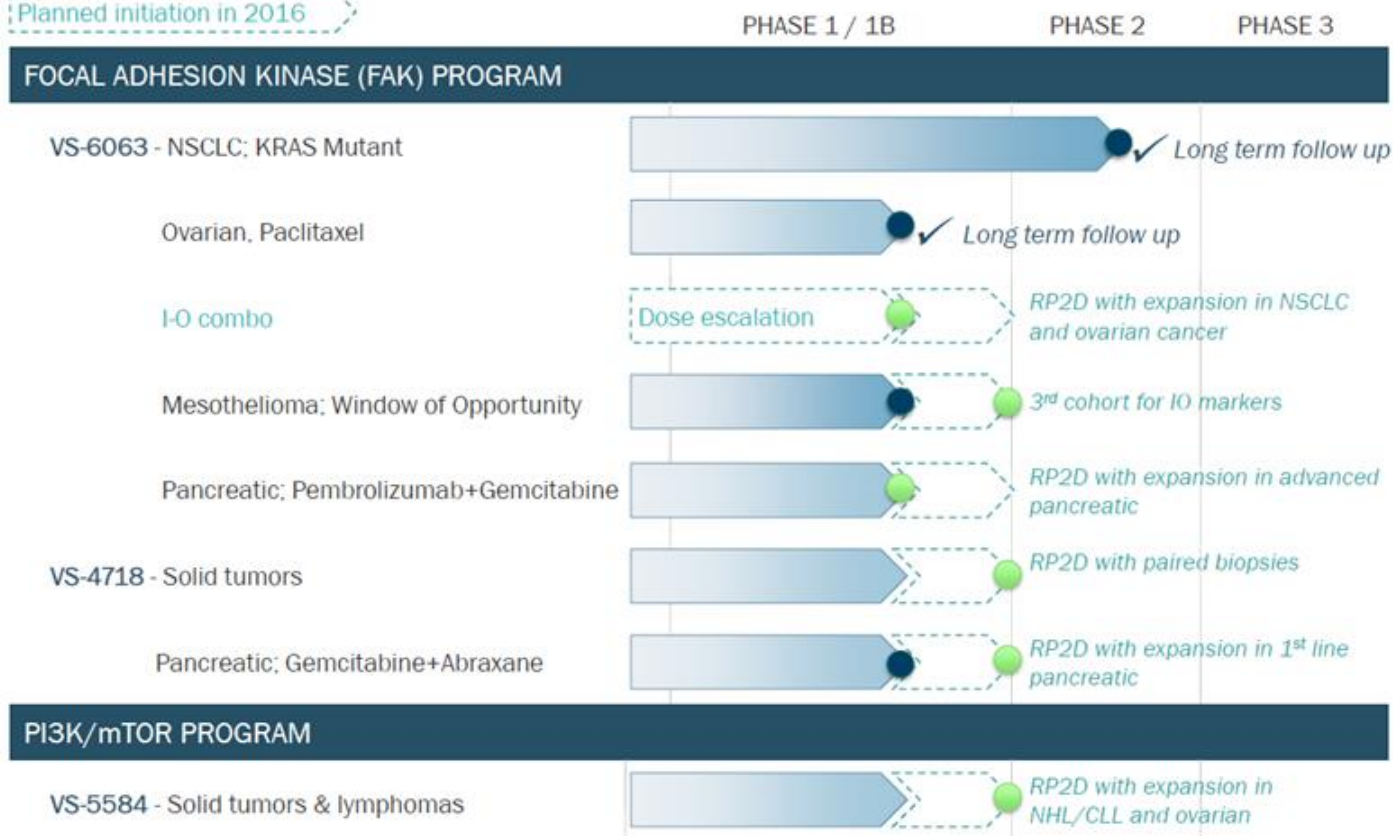 Planned initiation in 2016
PHASE 1 / 1B PHASE 2 PHASE 3
FOCAL ADHESION KINASE (FAK) PROGRAM
VS-6063 - NSCLC; KRAS Mutant
Long term follow up
Ovarian, Paclitaxel
Long term follow up
I-O combo
Dose escalation
RP2D with expansion in NSCLC
and ovarian cancer
Mesothelioma; Window of Opportunity
3rd cohort for IO markers
Pancreatic; Pembrolizumab+Gemcitabine
RP2D with expansion in advanced
pancreatic
VS-4718 - Solid tumors
RP2D with paired biopsies
Pancreatic; Gemcitabine+Abraxane
RP2D with expansion in 1st line
pancreatic
PI3K/mTOR PROGRAM
VS-5584 - Solid tumors & lymphomas
RP2D with expansion in
NHL/CLL and ovarian